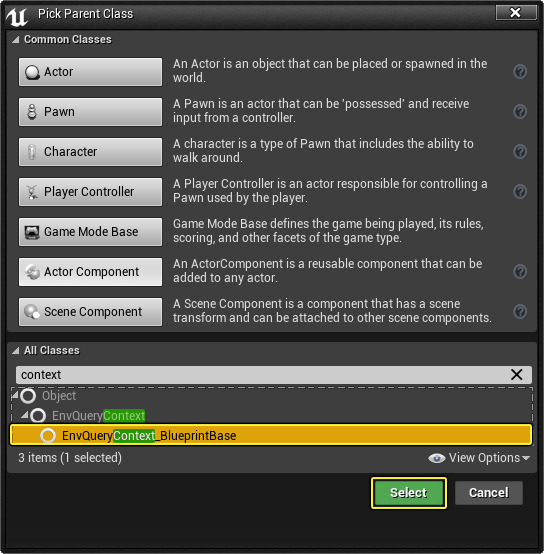 Pick Parent Class
Common Classes
Actor
An Actor is an object that can be placed or spawned in the
world.
Pawn
A Pawn is an actor that can be 'possessed' and receive
input from a controller.
Character
A character is a type of Pawn that includes the ability to
walk around.
Player Controller
A Player Controller is an actor responsible for controlling a
Pawn used by the player.
Game Mode Base
Game Mode Base defines the game being played, its rules,
scoring, and other facets of the game type.
Actor Component
An ActorComponent is a reusable component that can be
added to any actor.
Scene Component
A Scene Component is a component that has a scene
transform and can be attached to other scene components.
All Classes
context
Object
EnvQueryContext
EnvQueryContext_BlueprintBase
3 items (1 selected)
View Options
Select
Cancel